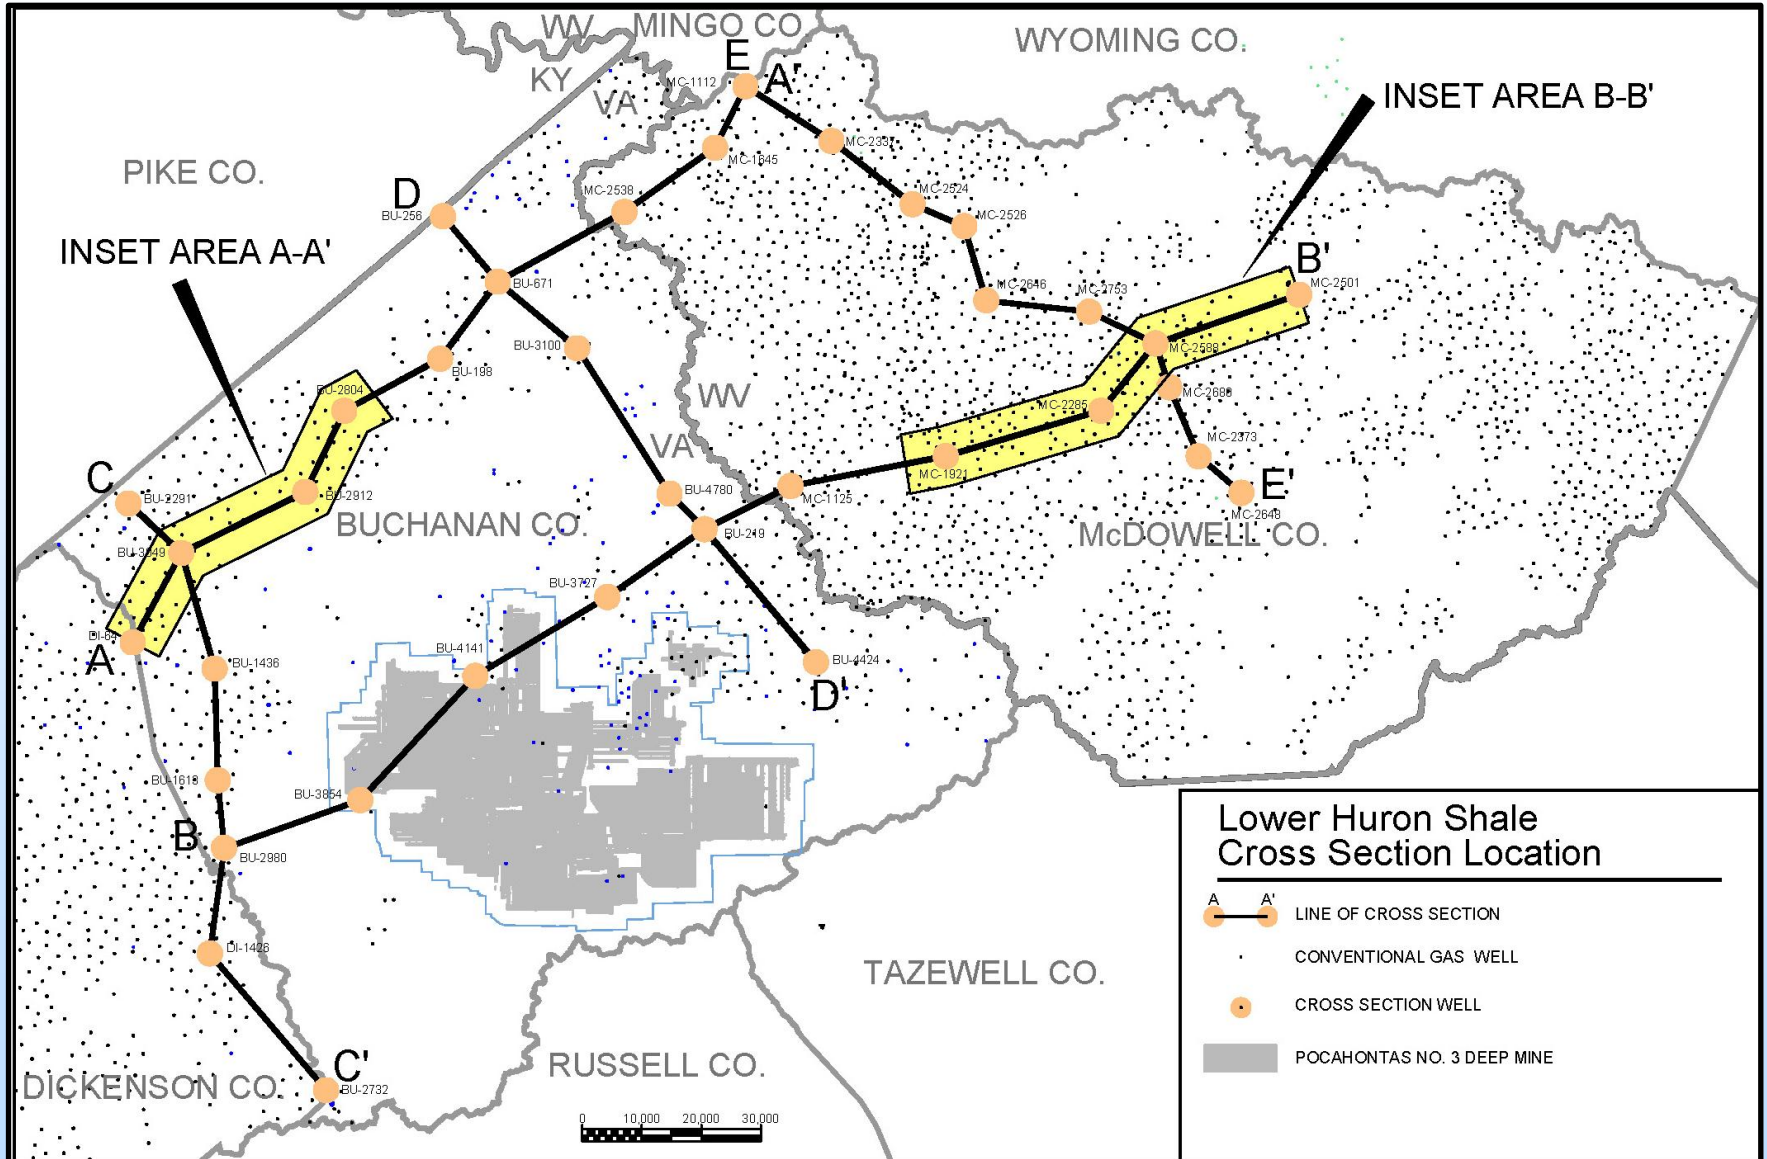 WV
MINGO CO
WYOMING CO.
KY
VA
E
A'
MC-1112
INSET AREA B-B'
MC-2337
MC-1645
PIKE CO.
D
BU-256
MC-2538
MC-2524
MC-2526
INSET AREA A-A'
BU-671
MC-2646
MC-2753
B'
MC-2501
BU-3100
MC-2588
BU-198
BU-2804
WV
MC-2285
VA
MC-2373
MC-1921
C
BU-2291
BU-2912
BU-4780
MC-1125
E'
MC-2648
BUCHANAN CO.
BU-219
McDOWELL CO.
BU-3727
A
BU-4141
BU-1436
BU-4424
D'
BU-1618
BU-3854
B
BU-2980
DI-1426
TAZEWELL CO.
RUSSELL CO.
DICKENSON CO.
C'
BU-2732
0 10,000 20,000 30,000
Lower Huron Shale
Cross Section Location
A A'
LINE OF CROSS SECTION
CONVENTIONAL GAS WELL
CROSS SECTION WELL
POCAHONTAS NO. 3 DEEP MINE